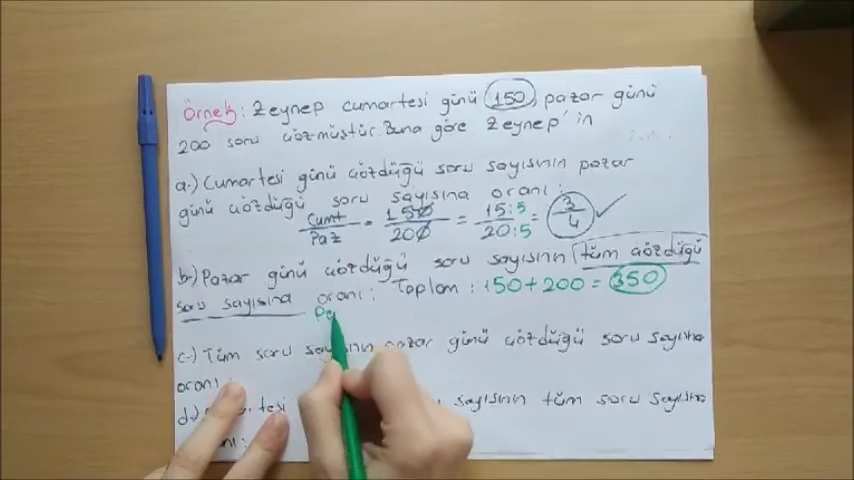 Örnek: Zeynep cumartesi günü 150, pazar günü
200 soru çözmüştür. Buna göre Zeynep'in
a-) Cumartesi günü çözdüğü soru sayısının pazar
günü çözdüğü soru sayısına oranı:
Cumt/Paz = 150/200 = 15:5/20:5 = 3/4 ✓
b-) Pazar günü çözdüğü soru sayısının tüm çözdüğü
soru sayısına oranı: Toplam: 150+200 = 350
Pa
c-) Tüm soru sayısının pazar günü çözdüğü soru sayısına
oranı:
d-) sayısının tüm soru sayısına